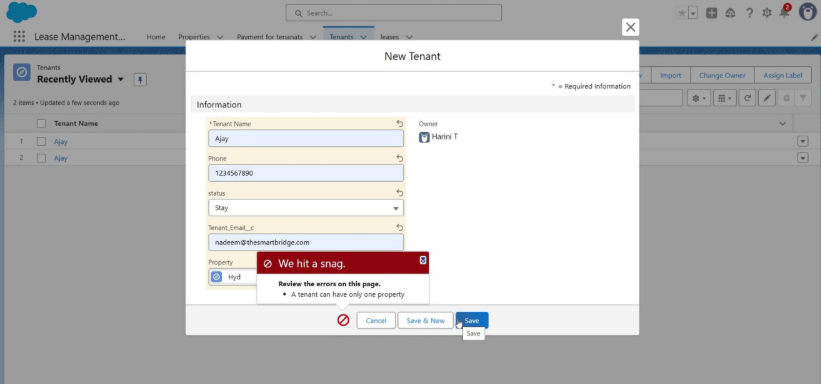 Search...
2
Lease Management...
Home
Properties
Payment for tenanats
Tenants
leases
New Tenant
* = Required Information
Tenants
Recently Viewed
Import
Change Owner
Assign Label
2 items • Updated a few seconds ago
Information
Tenant Name
1 Ajay
2 Ajay
*Tenant Name
Ajay
Owner
Harini T
Phone
1234567890
status
Stay
Tenant_Email__c
nadeem@thesmartbridge.com
Property
Hyd
We hit a snag.
Review the errors on this page.
• A tenant can have only one property
Cancel
Save & New
Save
Save